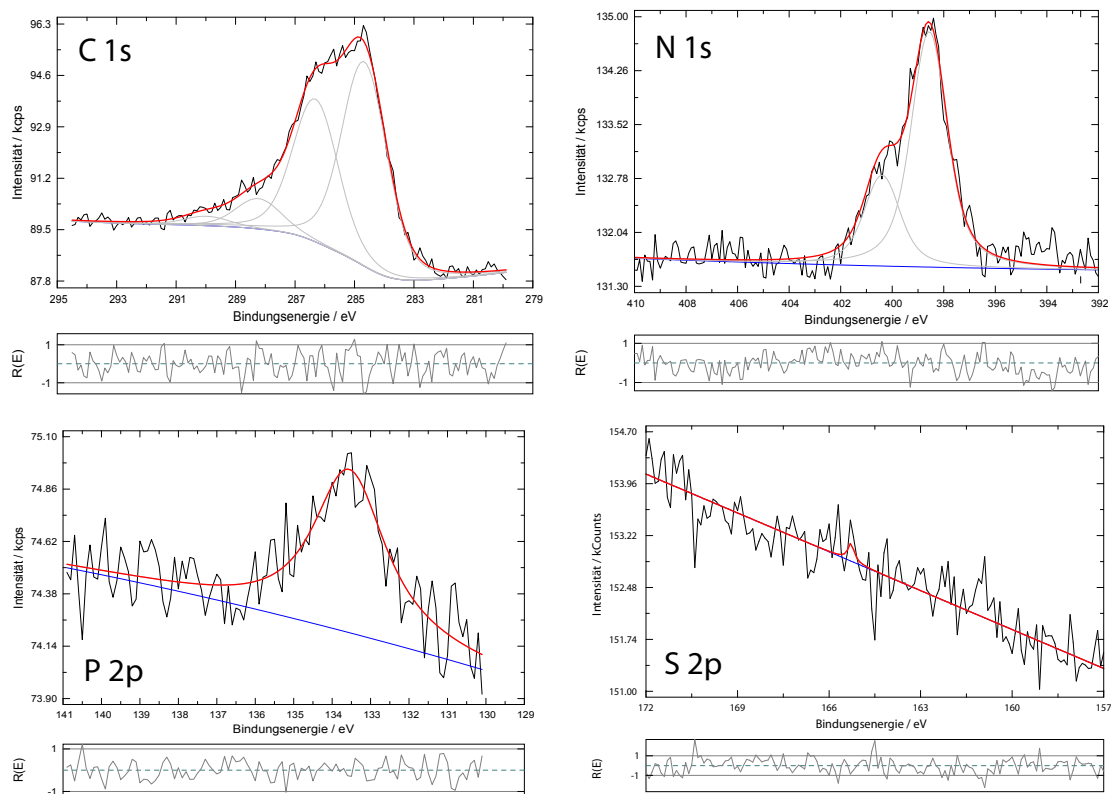 C 1s
Intensität / kcps
96.3
94.6
92.9
91.2
89.5
87.8
295 293 291 289 287 285 283 281 279
Bindungsenergie / eV
R(E)
1
-1
N 1s
Intensität / kcps
135.00
134.26
133.52
132.78
132.04
131.30
410 408 406 404 402 400 398 396 394 392
Bindungsenergie / eV
R(E)
1
-1
P 2p
Intensität / kcps
75.10
74.86
74.62
74.38
74.14
73.90
141 140 139 138 137 136 135 134 133 132 131 130 129
Bindungsenergie / eV
R(E)
1
-1
S 2p
Intensität / kCounts
154.70
153.96
153.22
152.48
151.74
151.00
172 169 166 163 160 157
Bindungsenergie / eV
R(E)
1
-1